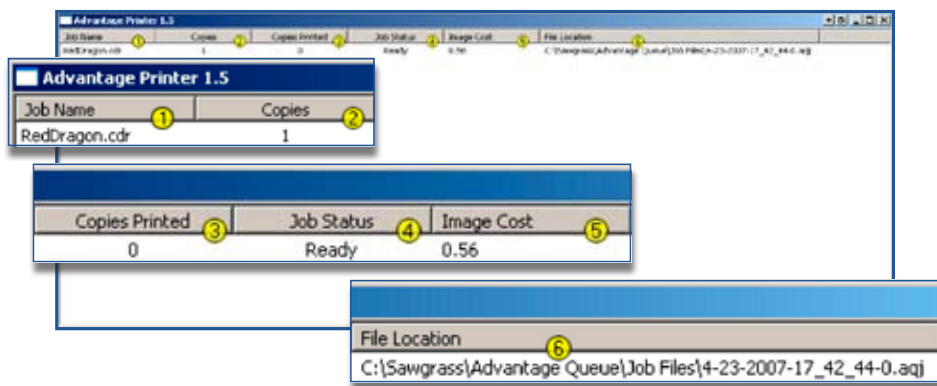 Advantage Printer 1.5
Job Name 1 Copies 2 Copies Printed 3 Job Status 4 Image Cost 5 File Location 6
RedDragon.cdr 1 0 Ready 0.56 C:\Sawgrass\Advantage Queue\Job Files\4-23-2007-17_42_44-0.aqj
Advantage Printer 1.5
Job Name 1 Copies 2
RedDragon.cdr 1
Copies Printed 3 Job Status 4 Image Cost 5
0 Ready 0.56
File Location 6
C:\Sawgrass\Advantage Queue\Job Files\4-23-2007-17_42_44-0.aqj